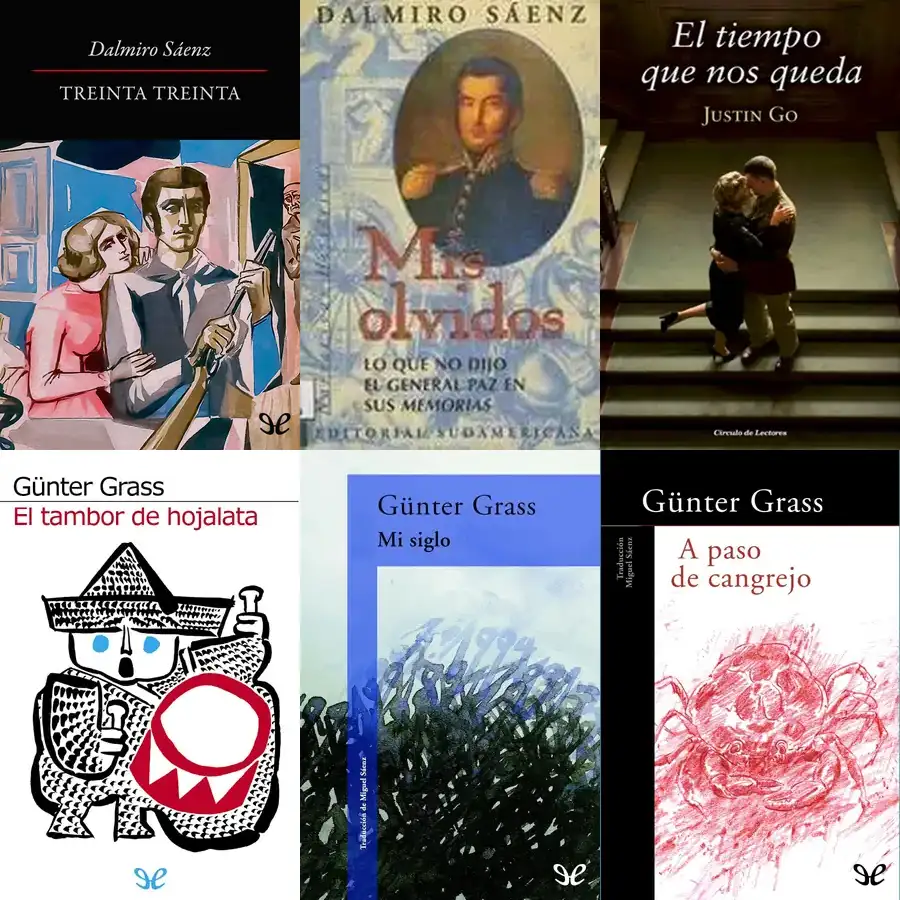 Dalmiro Sáenz
TREINTA TREINTA
DALMIRO SÁENZ
Mis
olvidos
LO QUE NO DIJO
EL GENERAL PAZ EN
SUS MEMORIAS
EDITORIAL SUDAMERICANA
El tiempo
que nos queda
JUSTIN GO
Círculo de Lectores
Günter Grass
El tambor de hojalata
Günter Grass
Mi siglo
1994
Traducción de Miguel Sáenz
Günter Grass
Traducción
Miguel Sáenz
A paso
de cangrejo